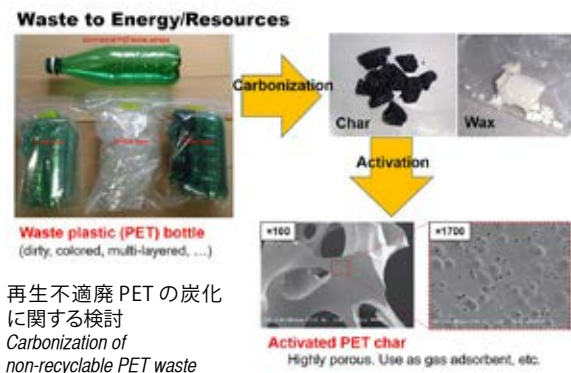 Waste to Energy/Resources
Carbonization
Char
Wax
Activation
Waste plastic (PET) bottle
(dirty, colored, multi-layered, …)
×100
×1700
再生不適廃 PET の炭化
に関する検討
Carbonization of
non-recyclable PET waste
Activated PET char
Highly porous. Use as gas adsorbent, etc.